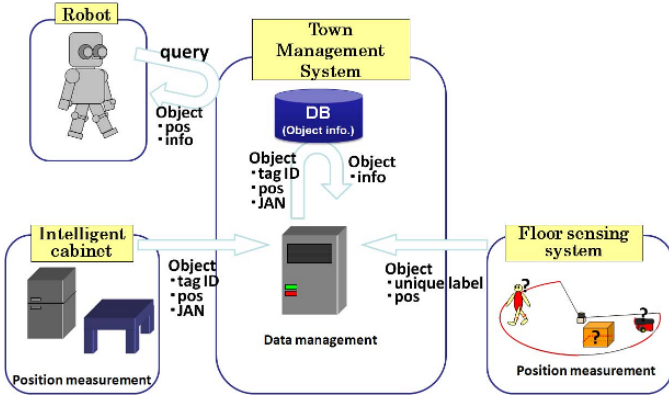 Robot
query
Object
・pos
・info
Town
Management
System
DB
(Object info.)
Object
・tag ID
・pos
・JAN
Object
・info
Intelligent
cabinet
Object
・tag ID
・pos
・JAN
Position measurement
Data management
Floor sensing
system
Object
・unique label
・pos
?
?
?
Position measurement